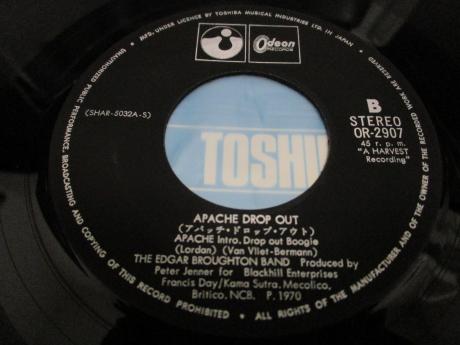 MFD. UNDER LICENCE BY TOSHIBA MUSICAL INDUSTRIES LTD. IN JAPAN
Odeon
RECORDS
(SHAR-5032A-S)
B
STEREO
OR-2907
45 r. p. m.
"A HARVEST
Recording"
TOSHI
APACHE DROP OUT
(アパッチ・ドロップ・アウト)
APACHE Intro. Drop out Boogie
(Lordan) (Van Vliet-Bermann)
THE EDGAR BROUGHTON BAND Produced by
Peter Jenner for Blackhill Enterprises
Francis Day/Kama Sutra, Mecolico,
Britico, NCB. P. 1970
UNAUTHORIZED PUBLIC PERFORMANCE BROADCASTING AND COPYING OF THIS RECORD PROHIBITED • ALL RIGHTS OF THE MANUFACTURER AND OF THE OWNER OF THE RECORDED WORK ARE RESERVED